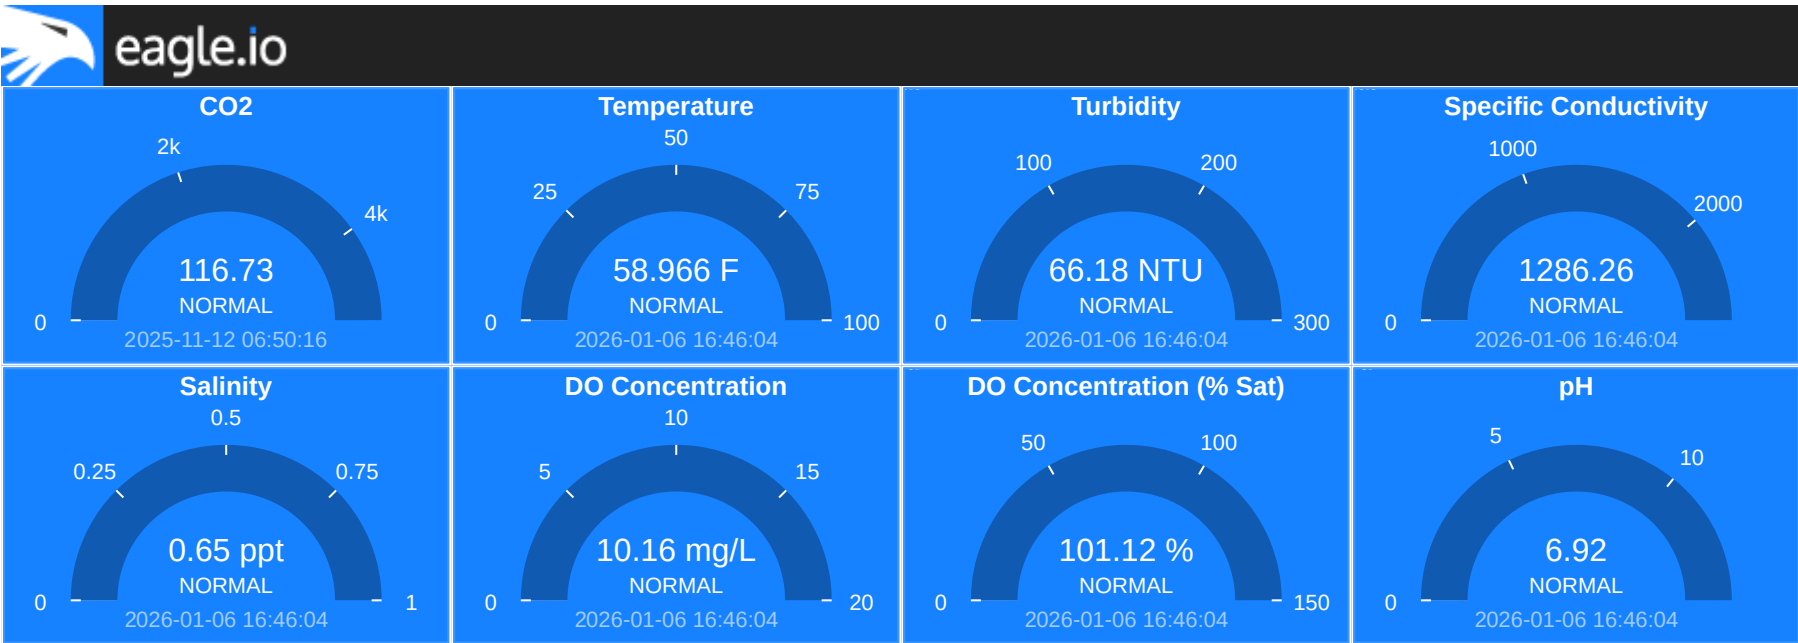 eagle.io
CO2
0
2k
4k
116.73
NORMAL
2025-11-12 06:50:16
Temperature
0
25
50
75
100
58.966 F
NORMAL
2026-01-06 16:46:04
Turbidity
0
100
200
300
66.18 NTU
NORMAL
2026-01-06 16:46:04
Specific Conductivity
0
1000
2000
1286.26
NORMAL
2026-01-06 16:46:04
Salinity
0
0.25
0.5
0.75
1
0.65 ppt
NORMAL
2026-01-06 16:46:04
DO Concentration
0
5
10
15
20
10.16 mg/L
NORMAL
2026-01-06 16:46:04
DO Concentration (% Sat)
0
50
100
150
101.12 %
NORMAL
2026-01-06 16:46:04
pH
0
5
10
6.92
NORMAL
2026-01-06 16:46:04